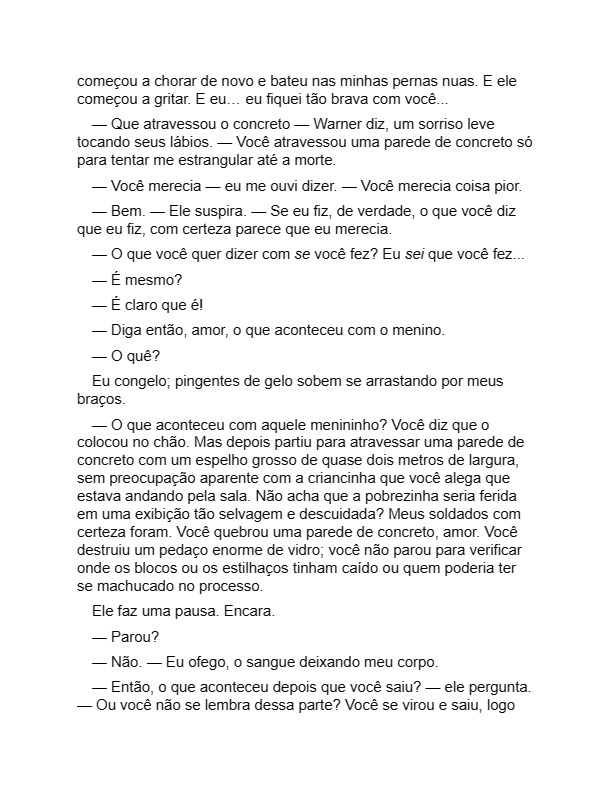 começou a chorar de novo e bateu nas minhas pernas nuas. E ele
começou a gritar. E eu… eu fiquei tão brava com você...
— Que atravessou o concreto — Warner diz, um sorriso leve
tocando seus lábios. — Você atravessou uma parede de concreto só
para tentar me estrangular até a morte.
— Você merecia — eu me ouvi dizer. — Você merecia coisa pior.
— Bem. — Ele suspira. — Se eu fiz, de verdade, o que você diz
que eu fiz, com certeza parece que eu merecia.
— O que você quer dizer com se você fez? Eu sei que você fez...
— É mesmo?
— É claro que é!
— Diga então, amor, o que aconteceu com o menino.
— O quê?
Eu congelo; pingentes de gelo sobem se arrastando por meus
braços.
— O que aconteceu com aquele menininho? Você diz que o
colocou no chão. Mas depois partiu para atravessar uma parede de
concreto com um espelho grosso de quase dois metros de largura,
sem preocupação aparente com a criancinha que você alega que
estava andando pela sala. Não acha que a pobrezinha seria ferida
em uma exibição tão selvagem e descuidada? Meus soldados com
certeza foram. Você quebrou uma parede de concreto, amor. Você
destruiu um pedaço enorme de vidro; você não parou para verificar
onde os blocos ou os estilhaços tinham caído ou quem poderia ter
se machucado no processo.
Ele faz uma pausa. Encara.
— Parou?
— Não. — Eu ofego, o sangue deixando meu corpo.
— Então, o que aconteceu depois que você saiu? — ele pergunta.
— Ou você não se lembra dessa parte? Você se virou e saiu, logo